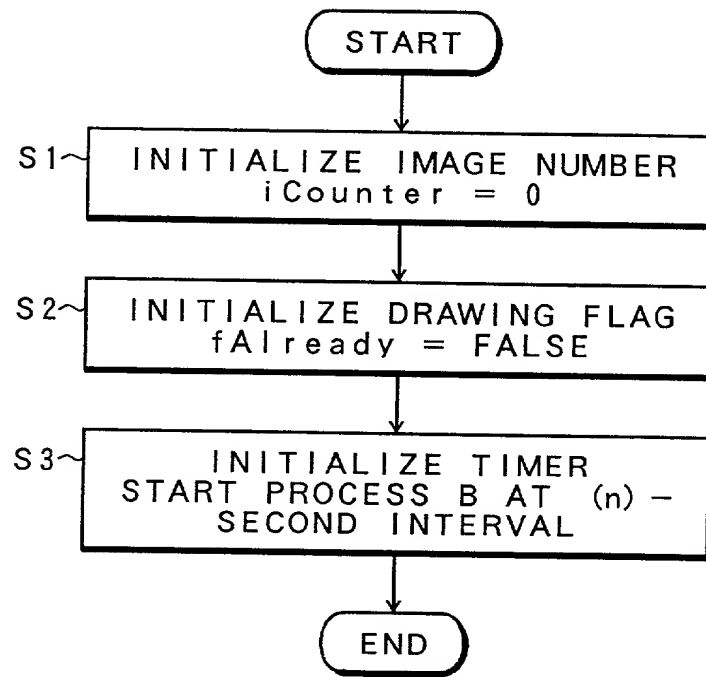 START
S1~ INITIALIZE IMAGE NUMBER
iCounter = 0
S2~ INITIALIZE DRAWING FLAG
fAlready = FALSE
S3~ INITIALIZE TIMER
START PROCESS B AT (n)-
SECOND INTERVAL
END